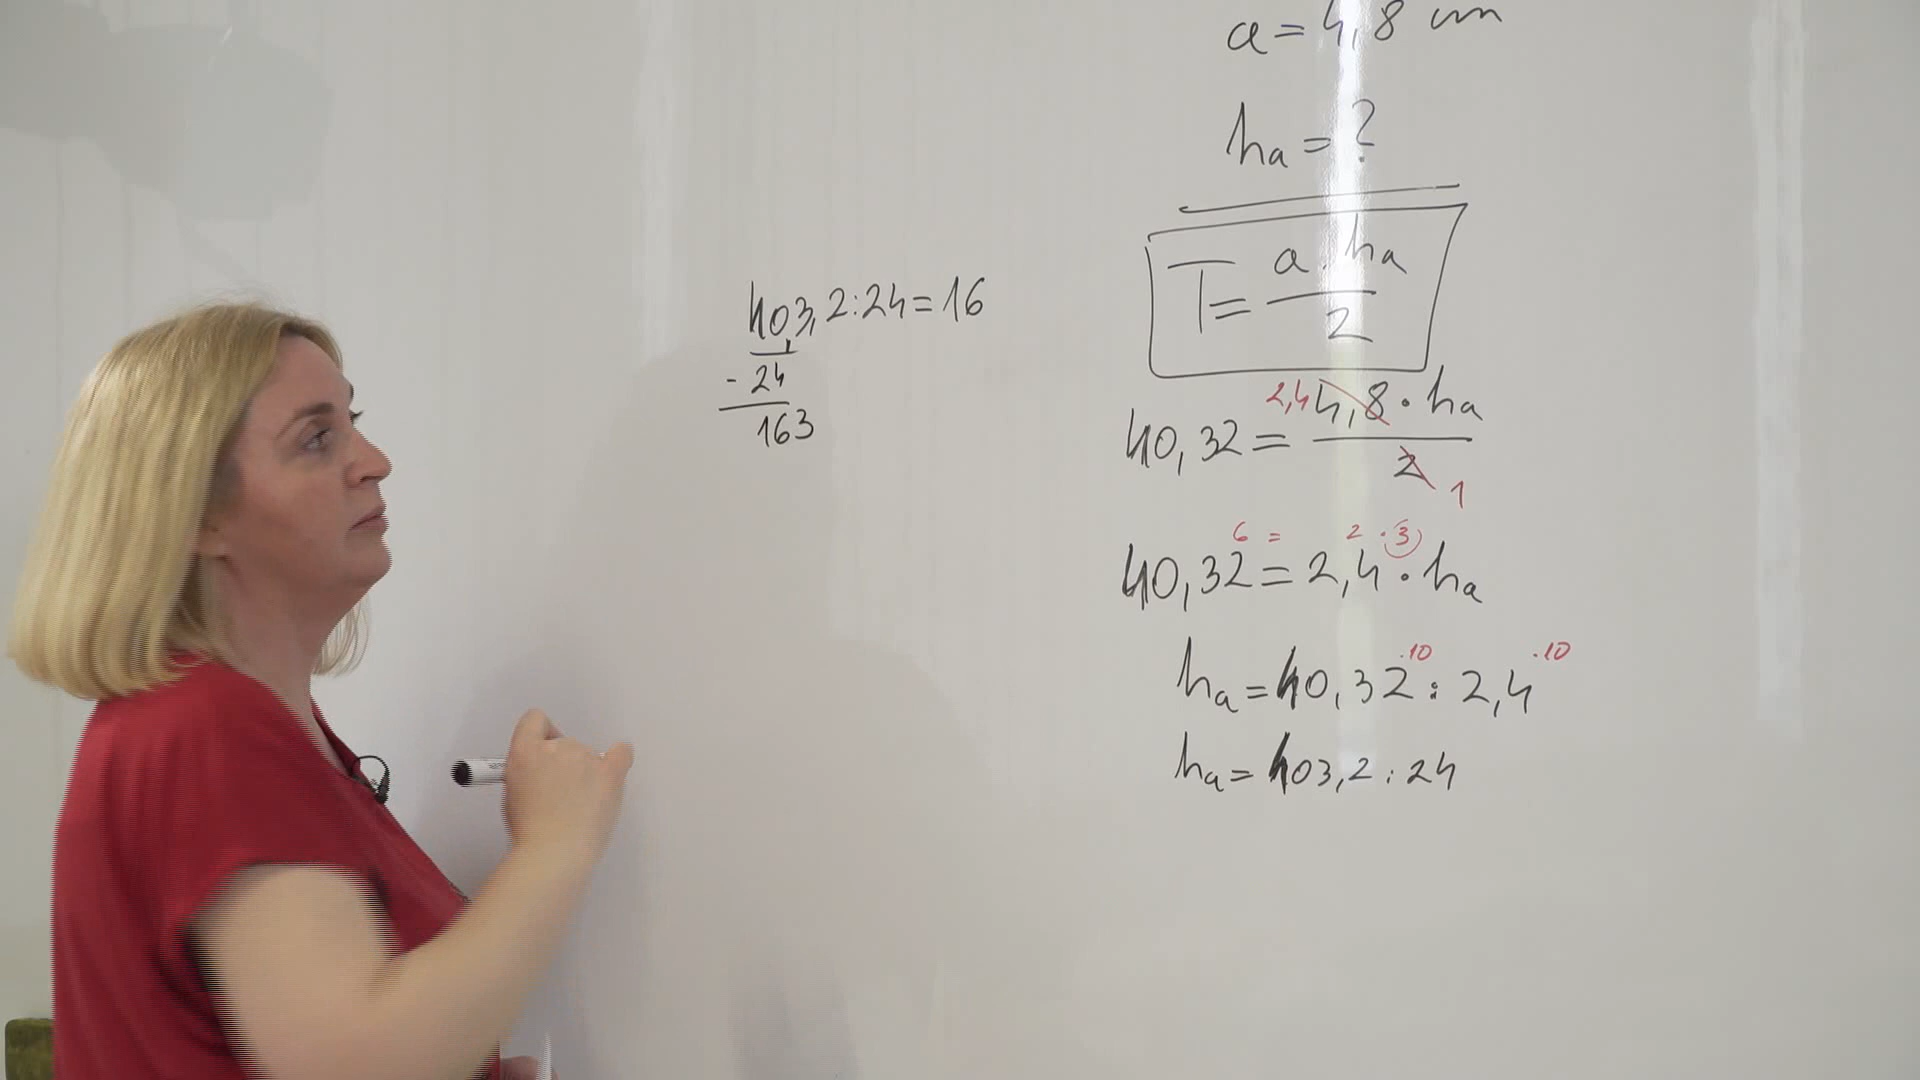 a = 4,8 cm
ha = ?
T = a · ha / 2
2,4
40,32 = 4,8 · ha / 2
1
6 = 2 · 3
40,32 = 2,4 · ha
·10 ·10
ha = 40,32 : 2,4
ha = 403,2 : 24
403,2 : 24 = 16
- 24
163